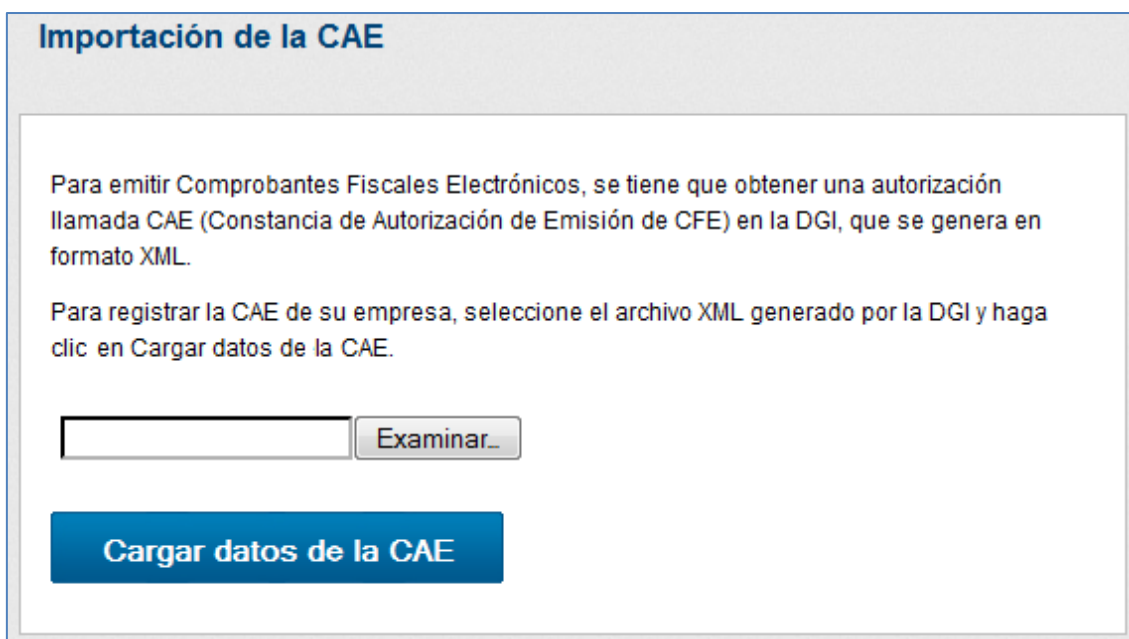 Importación de la CAE
Para emitir Comprobantes Fiscales Electrónicos, se tiene que obtener una autorización
llamada CAE (Constancia de Autorización de Emisión de CFE) en la DGI, que se genera en
formato XML.
Para registrar la CAE de su empresa, seleccione el archivo XML generado por la DGI y haga
clic en Cargar datos de la CAE.
Examinar...
Cargar datos de la CAE